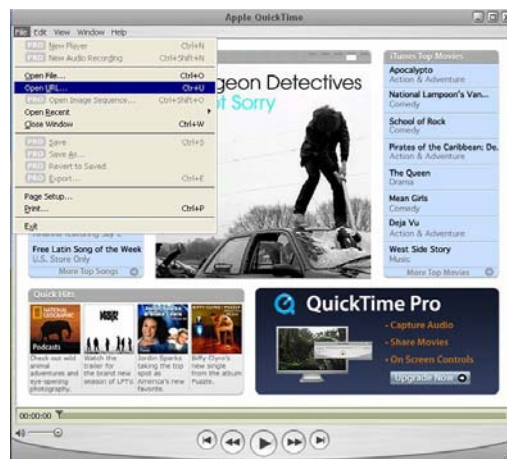 Apple QuickTime
File Edit View Window Help
PRO New Player Ctrl+N
PRO New Audio Recording Ctrl+Shift+N
Open File... Ctrl+O
Open URL... Ctrl+U
PRO Open Image Sequence... Ctrl+Shift+O
Open Recent
Close Window Ctrl+W
PRO Save Ctrl+S
PRO Save As...
PRO Revert to Saved
PRO Export... Ctrl+E
Page Setup...
Print... Ctrl+P
Exit
Free Latin Song of the Week
U.S. Store Only
More Top Songs
geon Detectives
t Sorry
iTunes Top Movies
Apocalypto
Action & Adventure
National Lampoon's Van...
Comedy
School of Rock
Comedy
Pirates of the Caribbean: De.
Action & Adventure
The Queen
Drama
Mean Girls
Comedy
Deja Vu
Action & Adventure
West Side Story
Music
More Top Movies
Quick Hits
NATIONAL GEOGRAPHIC
Podcasts
Check out wild
animal
adventures and
eye-opening
photography.
Watch the
trailer for
the brand new
season of LFT's.
Jordin Sparks
taking the top
spot as
America's new
favorite.
Biffy Clyro's
new single
from the album
Puzzle.
QuickTime Pro
• Capture Audio
• Share Movies
• On Screen Controls
Upgrade Now
00:00:00